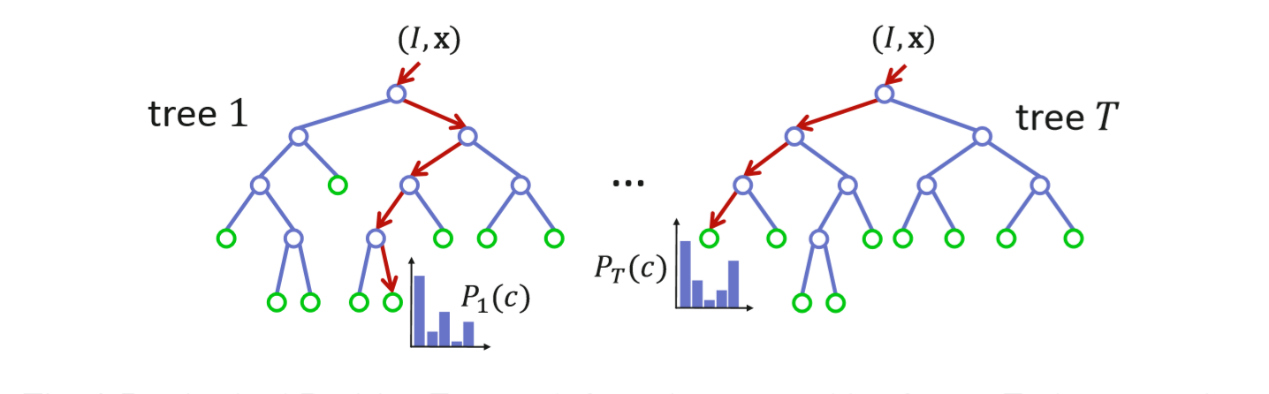 (I, x)
(I, x)
tree 1
tree T
...
P_T(c)
P_1(c)